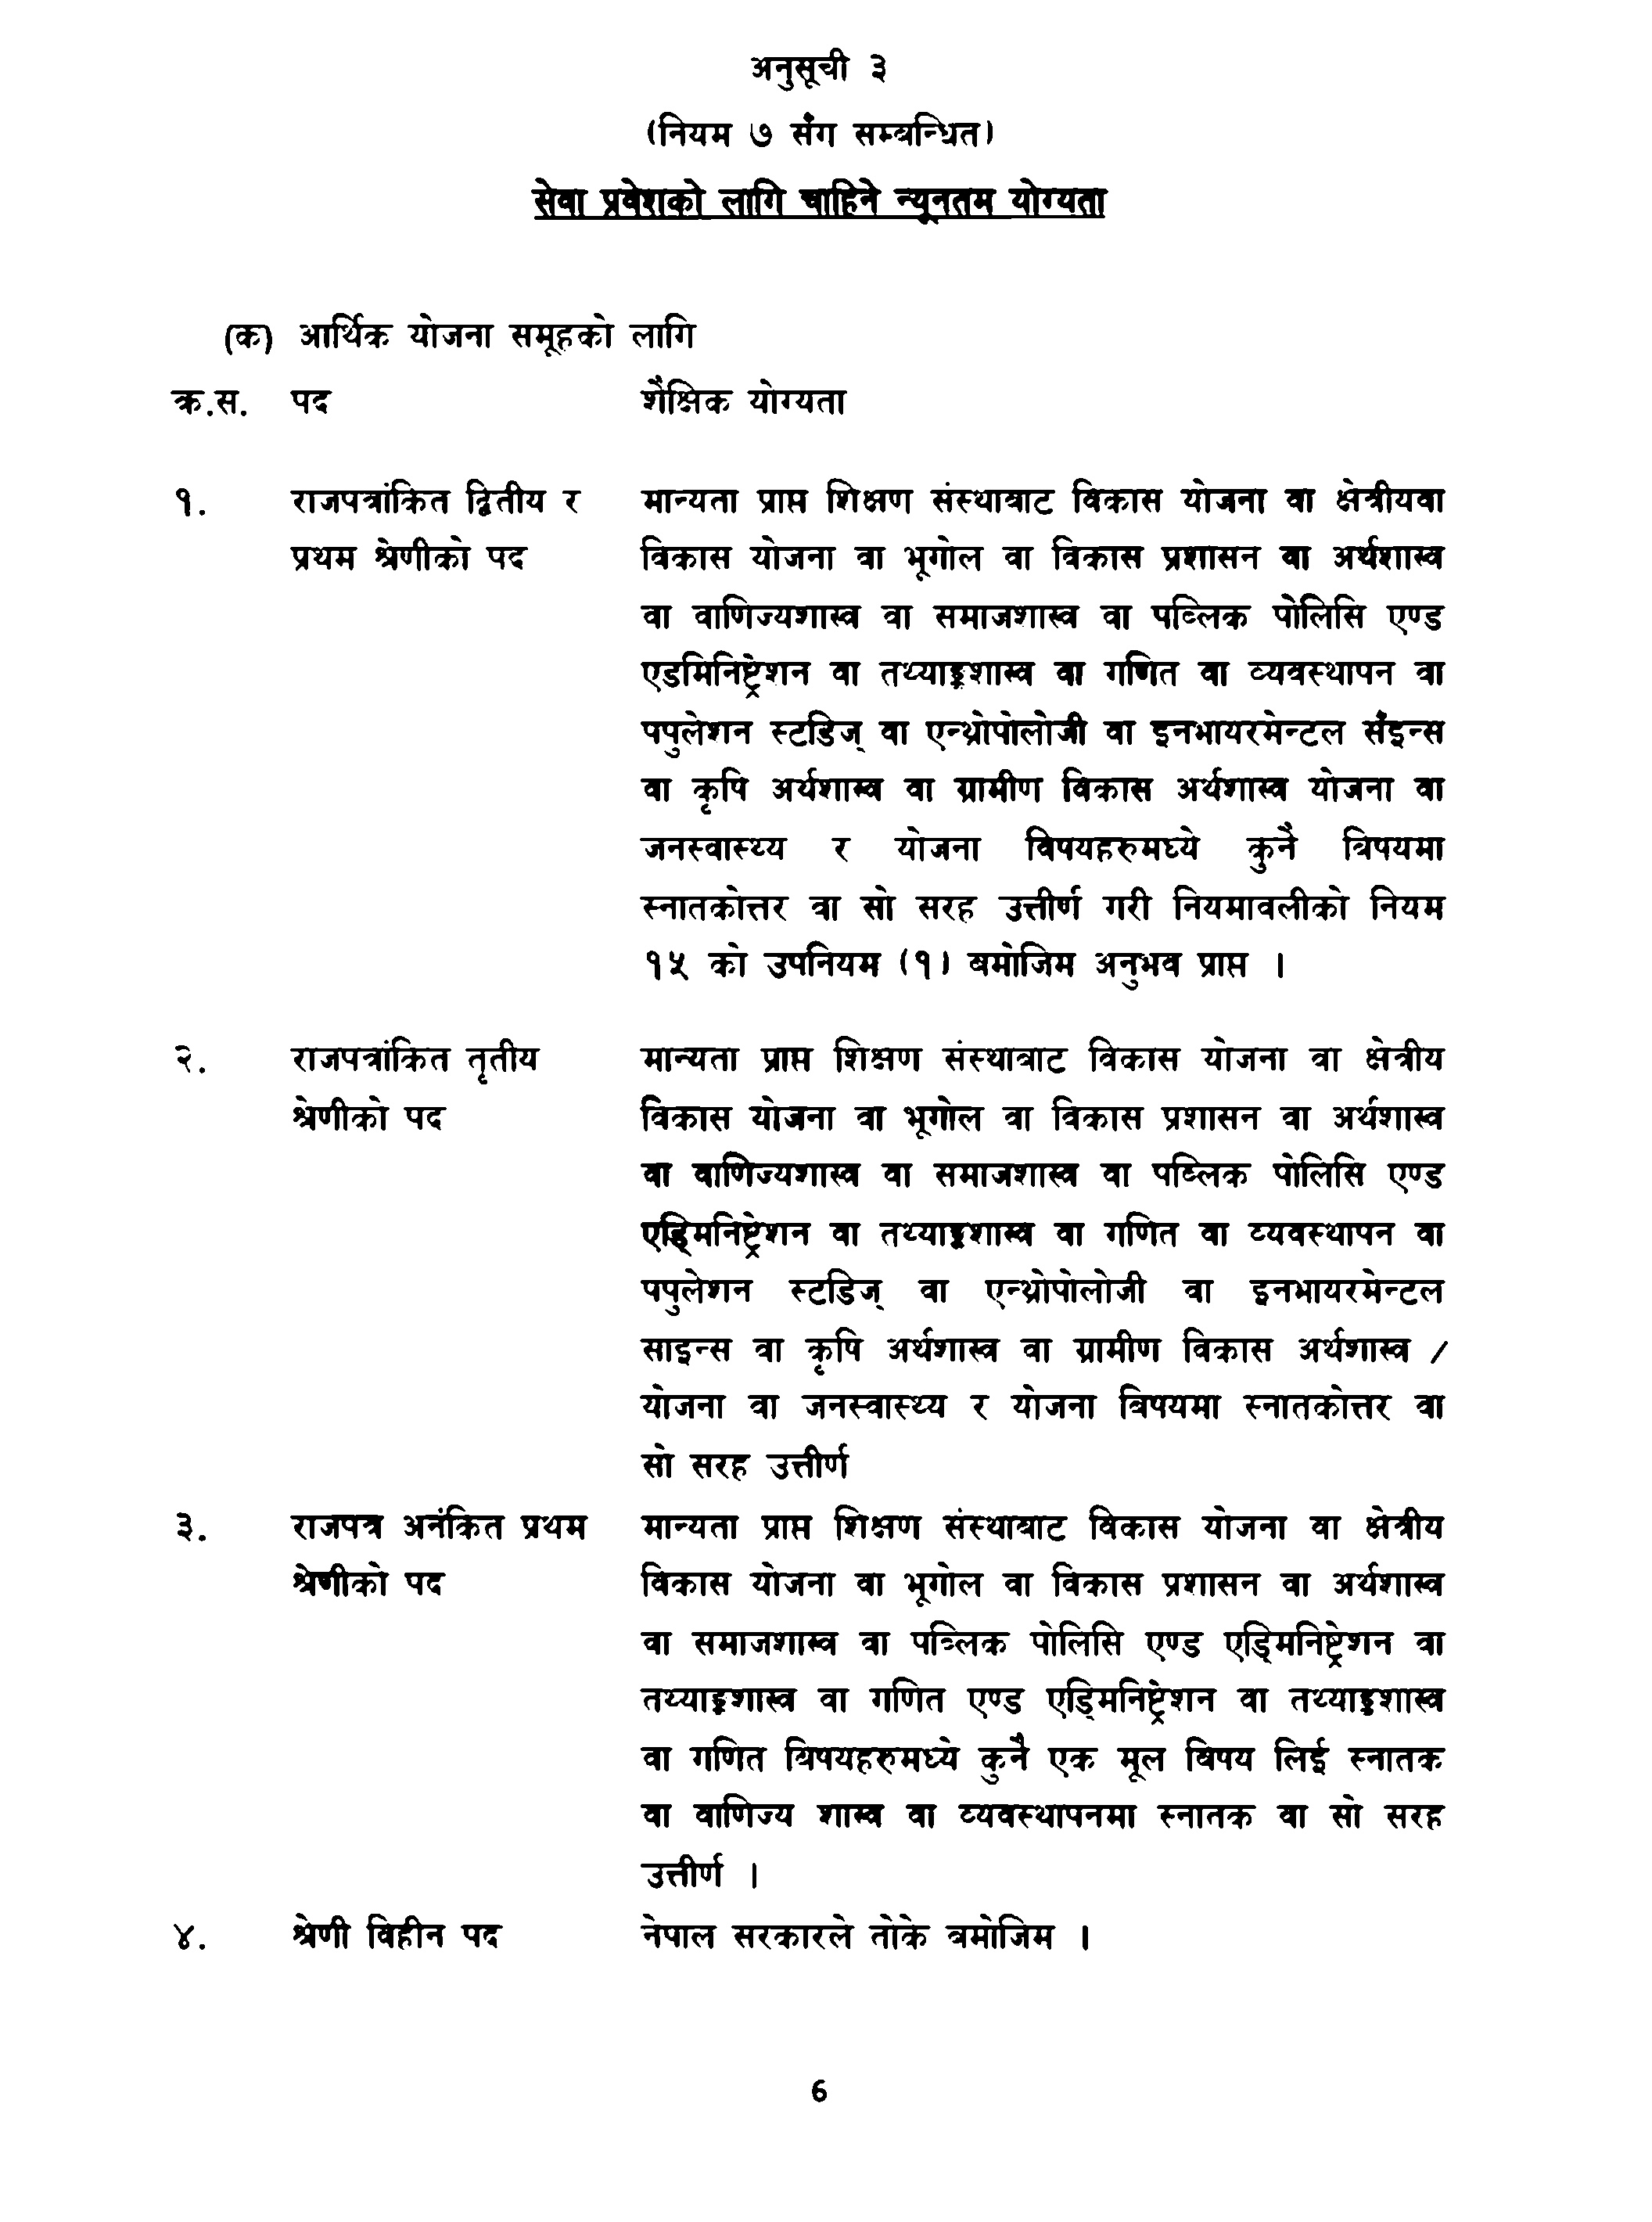 अनुसूची ३
(नियम ७ सँग सम्बन्धित)
सेवा प्रवेशको लागि चाहिने न्यूनतम योग्यता
(क) आर्थिक योजना समूहको लागि
क्र.स. पद शैक्षिक योग्यता
१. राजपत्रांकित द्वितीय र मान्यता प्राप्त शिक्षण संस्थाबाट विकास योजना वा क्षेत्रीयवा
प्रथम श्रेणीको पद विकास योजना वा भूगोल वा विकास प्रशासन वा अर्थशास्त्र
वा वाणिज्यशास्त्र वा समाजशास्त्र वा पब्लिक पोलिसि एण्ड
एडमिनिष्ट्रेशन वा तथ्याङ्कशास्त्र वा गणित वा व्यवस्थापन वा
पपुलेशन स्टडिज् वा एन्थ्रोपोलोजी वा इनभायरमेन्टल सँइन्स
वा कृषि अर्थशास्त्र वा ग्रामीण विकास अर्थशास्त्र योजना वा
जनस्वास्थ्य र योजना विषयहरुमध्ये कुनै विषयमा
स्नातकोत्तर वा सो सरह उत्तीर्ण गरी नियमावलीको नियम
१५ को उपनियम (१) बमोजिम अनुभव प्राप्त ।
२. राजपत्रांकित तृतीय मान्यता प्राप्त शिक्षण संस्थाबाट विकास योजना वा क्षेत्रीय
श्रेणीको पद विकास योजना वा भूगोल वा विकास प्रशासन वा अर्थशास्त्र
वा वाणिज्यशास्त्र वा समाजशास्त्र वा पब्लिक पोलिसि एण्ड
एड्मिनिष्ट्रेशन वा तथ्याङ्कशास्त्र वा गणित वा व्यवस्थापन वा
पपुलेशन स्टडिज् वा एन्थ्रोपोलोजी वा इनभायरमेन्टल
साइन्स वा कृषि अर्थशास्त्र वा ग्रामीण विकास अर्थशास्त्र /
योजना वा जनस्वास्थ्य र योजना विषयमा स्नातकोत्तर वा
सो सरह उत्तीर्ण
३. राजपत्र अनंकित प्रथम मान्यता प्राप्त शिक्षण संस्थाबाट विकास योजना वा क्षेत्रीय
श्रेणीको पद विकास योजना वा भूगोल वा विकास प्रशासन वा अर्थशास्त्र
वा समाजशास्त्र वा पब्लिक पोलिसि एण्ड एड्मिनिष्ट्रेशन वा
तथ्याङ्कशास्त्र वा गणित एण्ड एड्मिनिष्ट्रेशन वा तथ्याङ्कशास्त्र
वा गणित विषयहरुमध्ये कुनै एक मूल विषय लिई स्नातक
वा वाणिज्य शास्त्र वा व्यवस्थापनमा स्नातक वा सो सरह
उत्तीर्ण ।
४. श्रेणी विहीन पद नेपाल सरकारले तोके बमोजिम ।
6